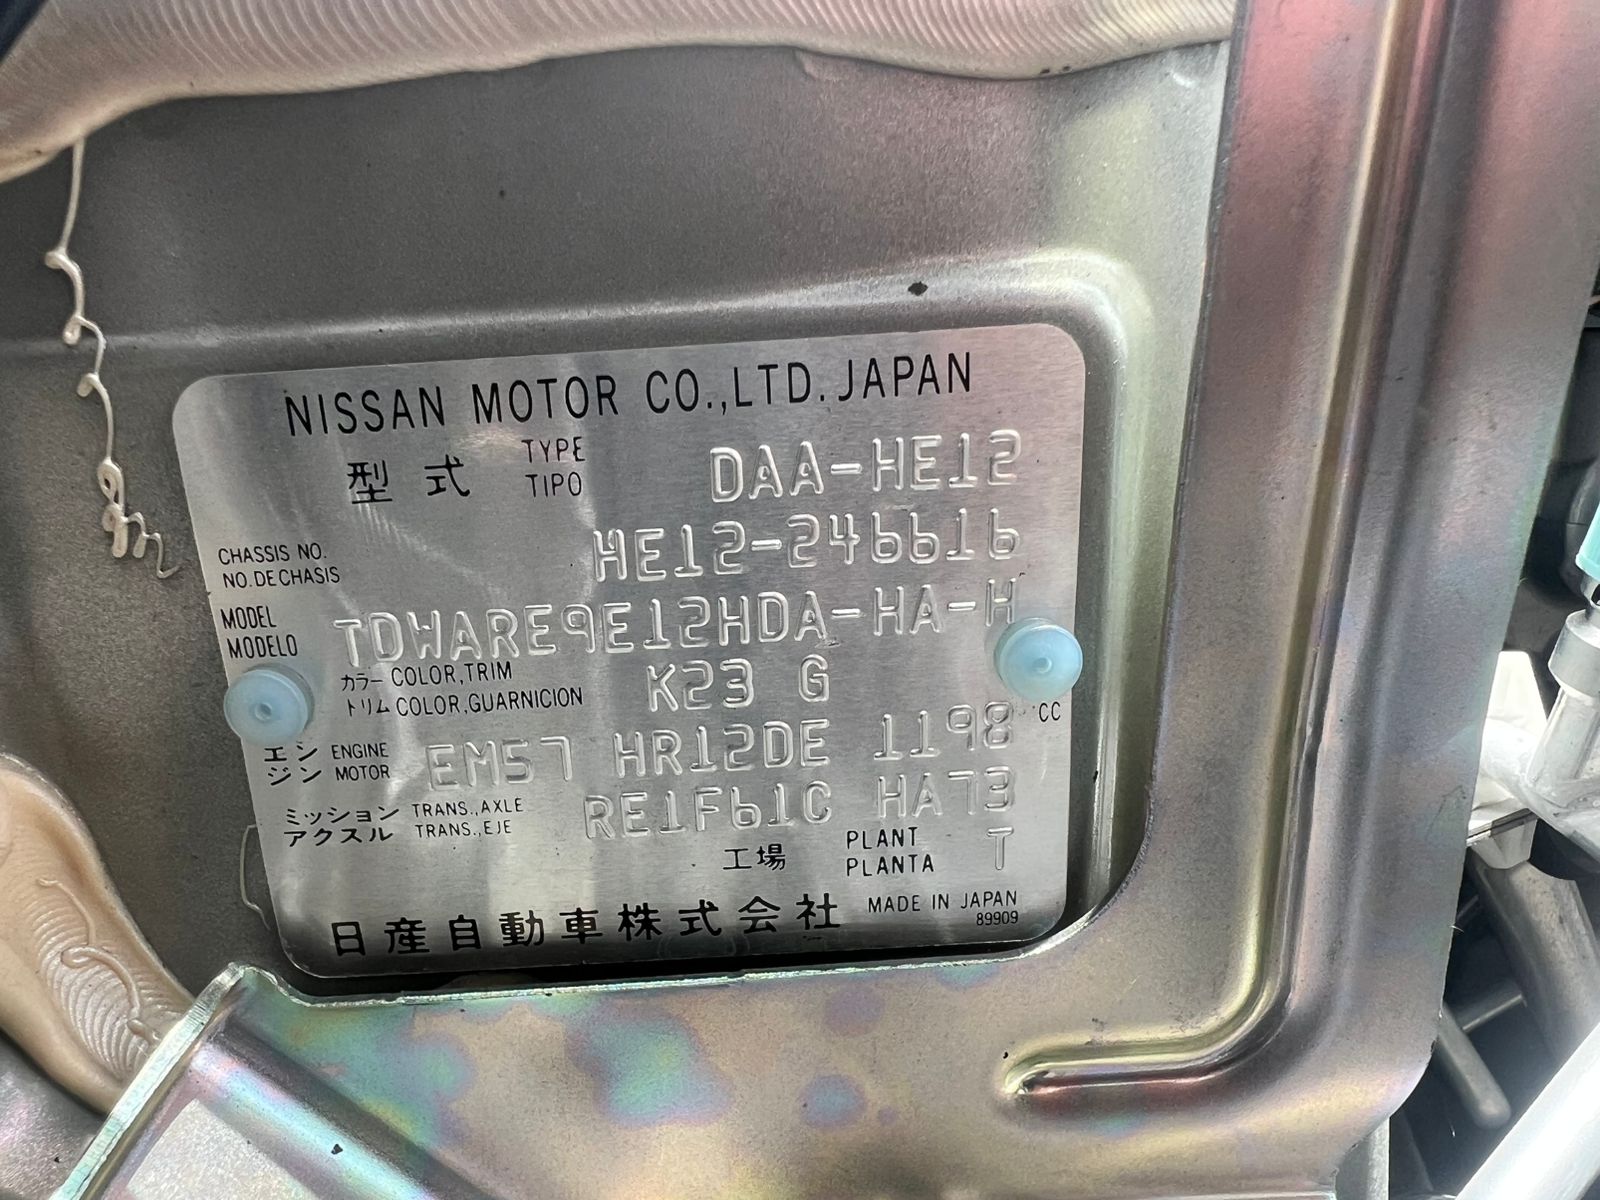 NISSAN MOTOR CO.,LTD. JAPAN
型式 TYPE TIPO DAA-HE12
CHASSIS NO. NO.DE CHASIS HE12-246616
MODEL MODELO TDWARE9E12HDA-HA-H
カラー COLOR,TRIM
トリム COLOR,GUARNICION K23 G
エンジン ENGINE MOTOR EM57 HR12DE 1198 CC
ミッション TRANS.,AXLE
アクスル TRANS.,EJE RE1F61C HA73
工場 PLANT PLANTA T
日産自動車株式会社 MADE IN JAPAN
89909